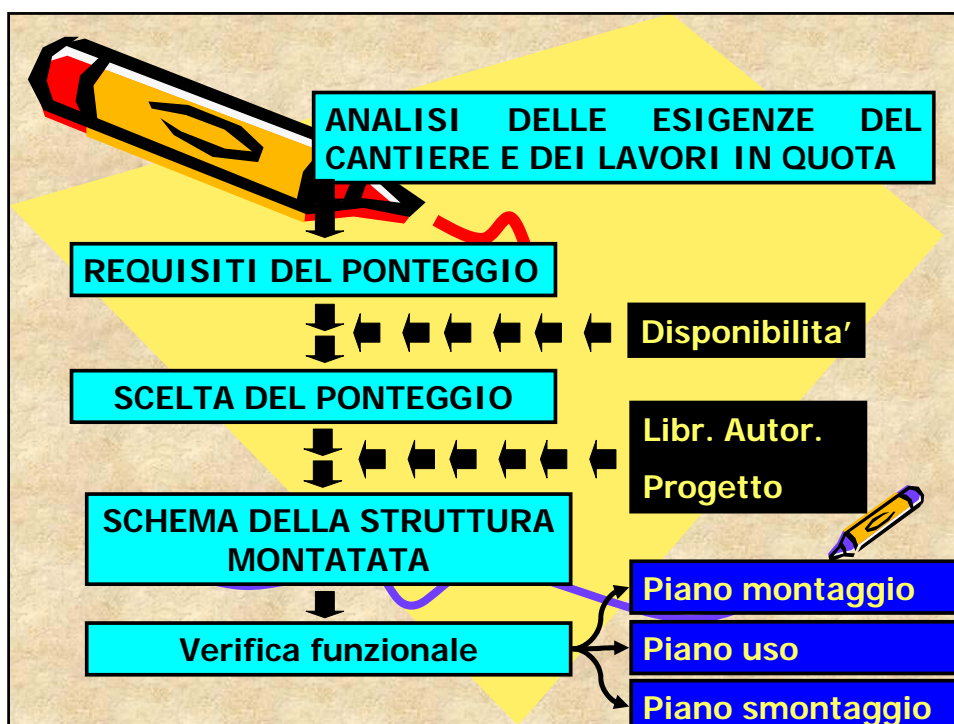 ANALISI DELLE ESIGENZE DEL
CANTIERE E DEI LAVORI IN QUOTA
REQUISITI DEL PONTEGGIO
Disponibilita’
SCELTA DEL PONTEGGIO
Libr. Autor.
Progetto
SCHEMA DELLA STRUTTURA
MONTATATA
Piano montaggio
Verifica funzionale
Piano uso
Piano smontaggio